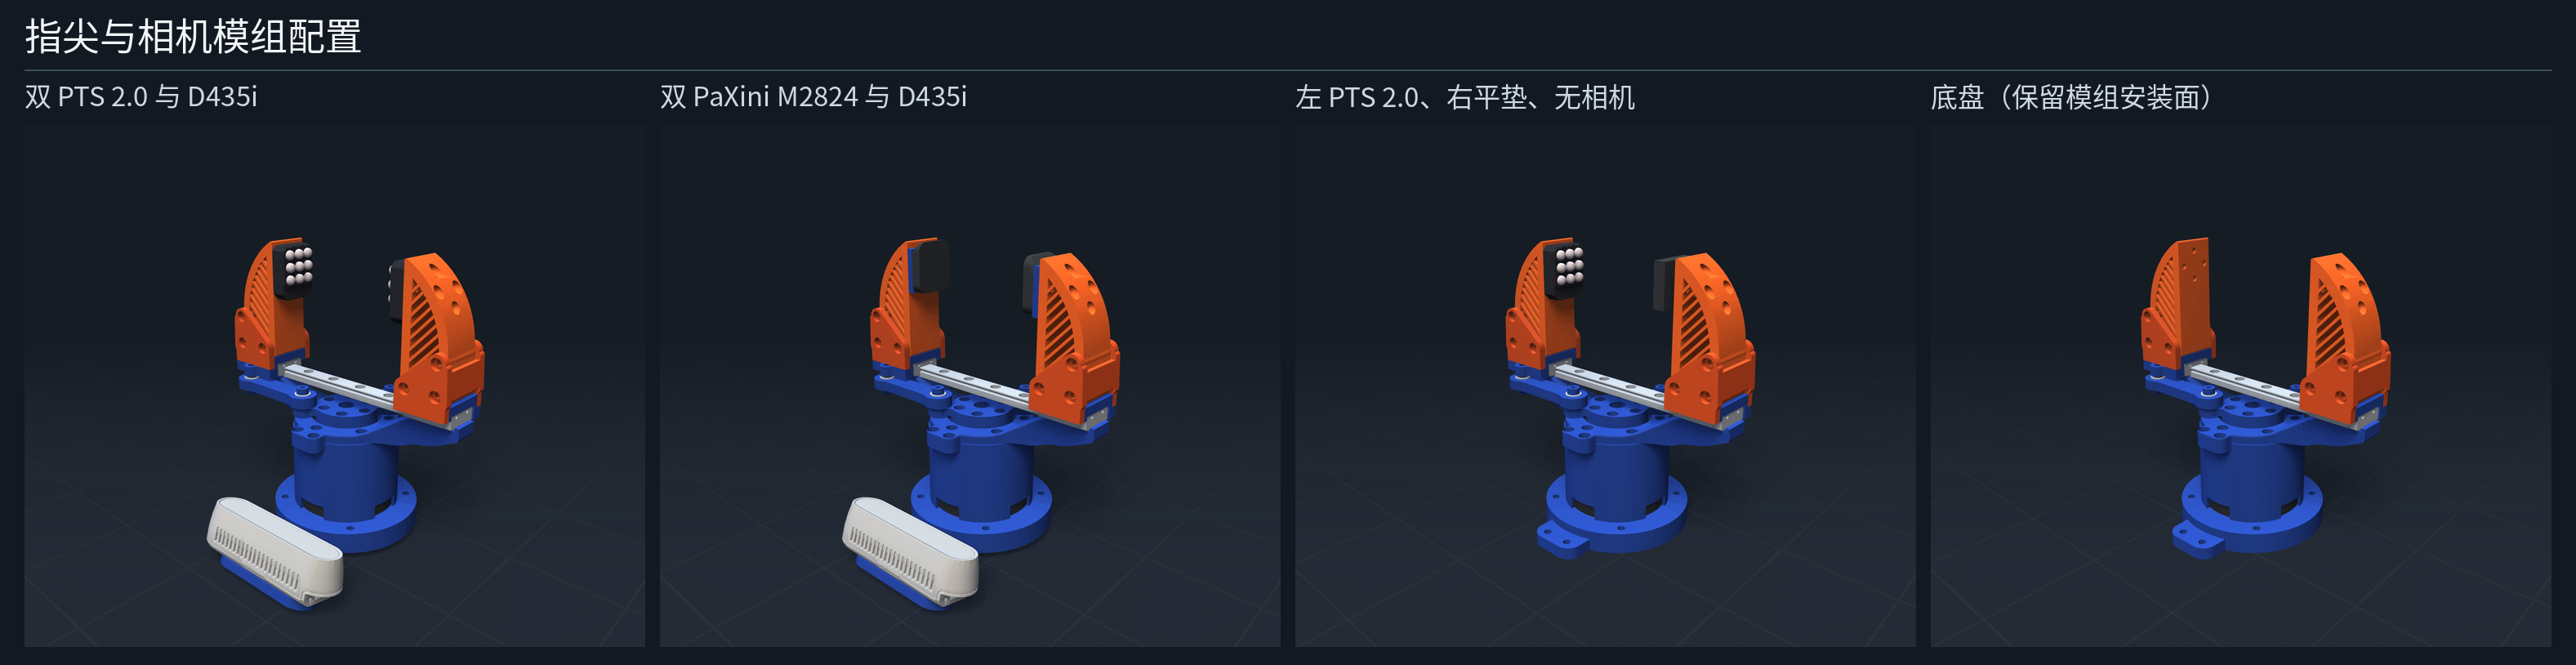 指尖与相机模组配置
双 PTS 2.0 与 D435i
双 PaXini M2824 与 D435i
左 PTS 2.0、右平垫、无相机
底盘（保留模组安装面）